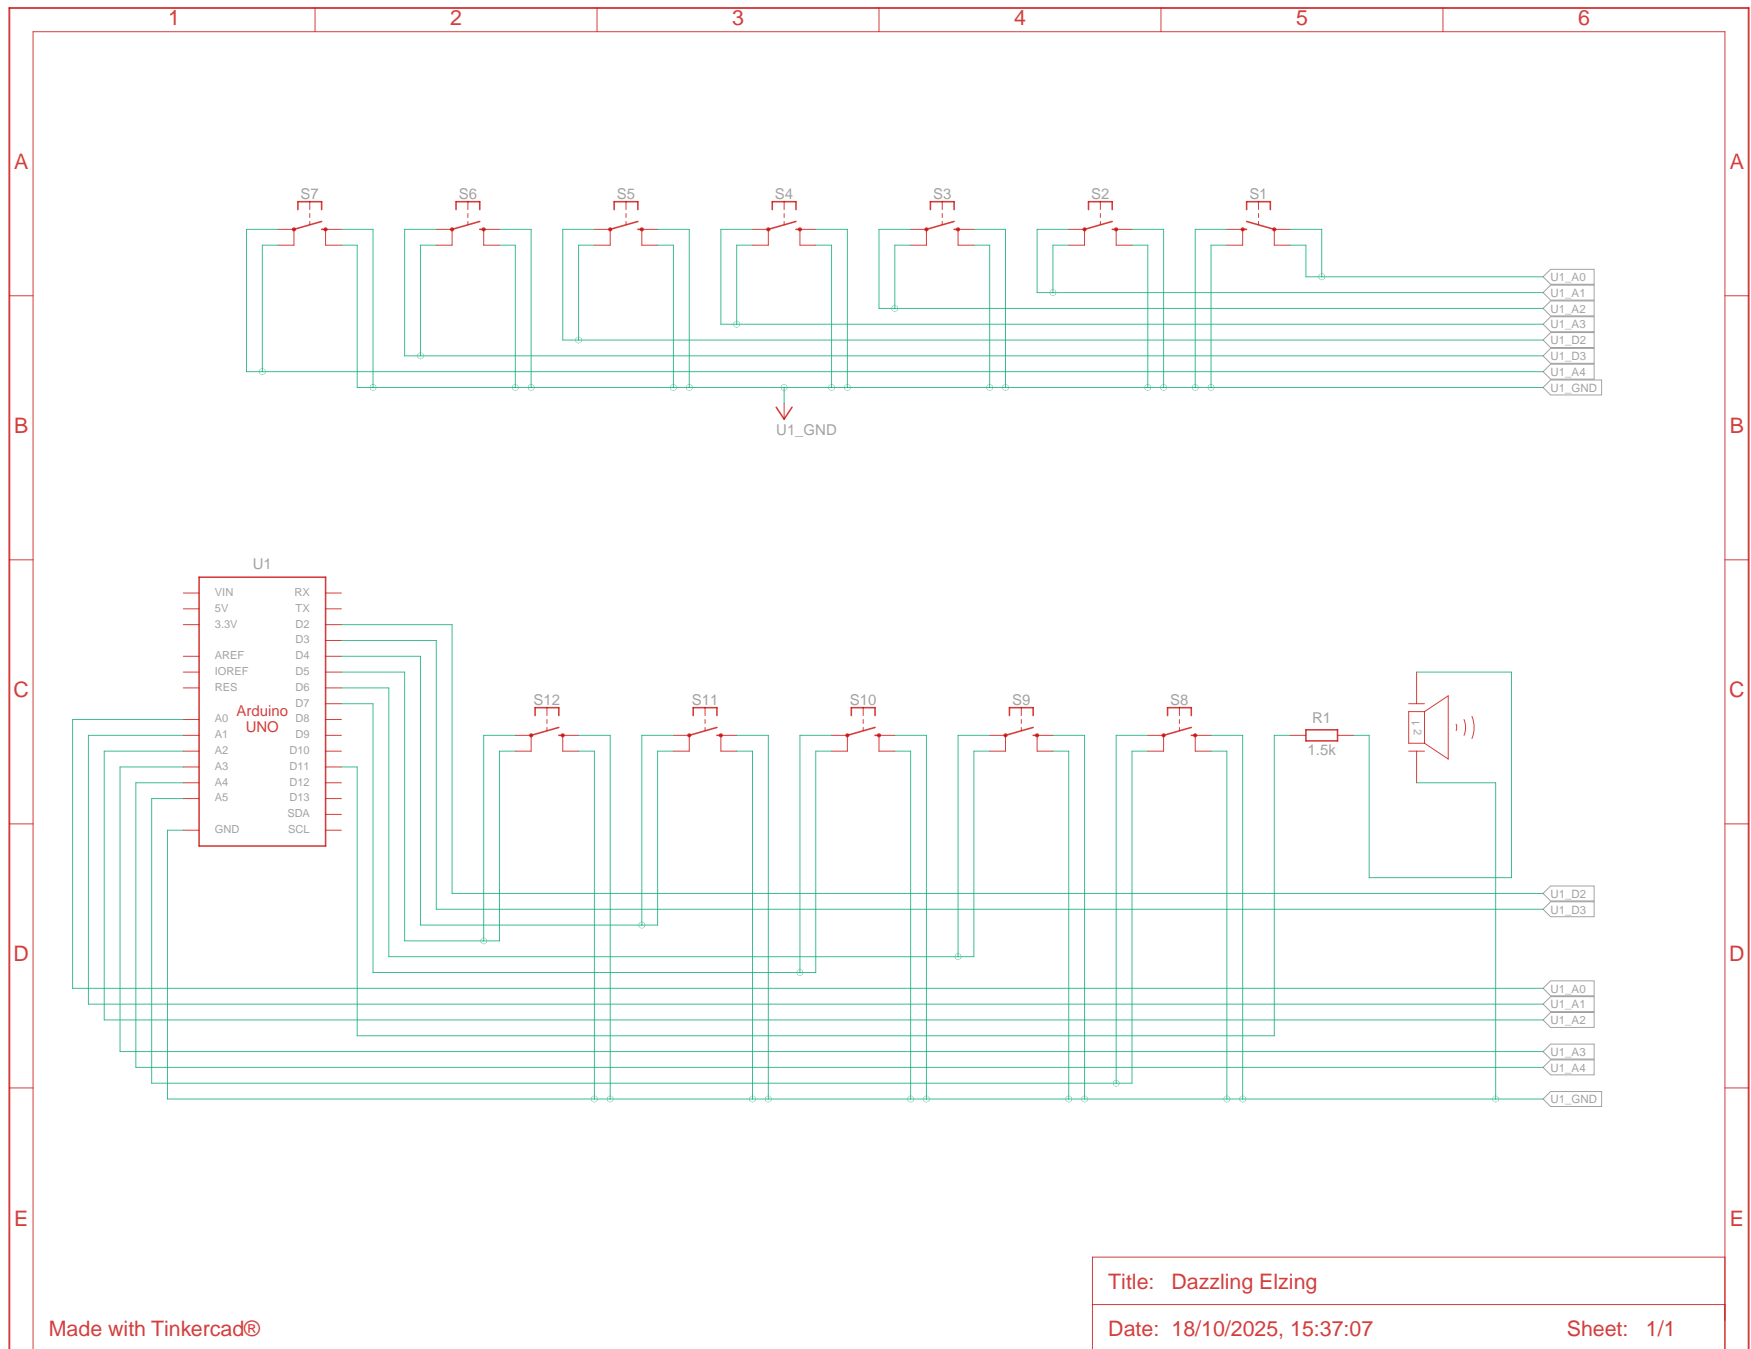 1 2 3 4 5 6
A A
S7 S6 S5 S4 S3 S2 S1
U1_A0
U1_A1
U1_A2
U1_A3
U1_D2
U1_D3
U1_A4
U1_GND
B B
U1_GND
U1
VIN RX
5V TX
3.3V D2
D3
AREF D4
IOREF D5
RES D6
D7
C C
Arduino
UNO
A0 D8
A1 D9
A2 D10
A3 D11
A4 D12
A5 D13
SDA
GND SCL
S12 S11 S10 S9 S8
R1
1.5k
1
2
U1_D2
U1_D3
D D
U1_A0
U1_A1
U1_A2
U1_A3
U1_A4
U1_GND
E E
Title: Dazzling Elzing
Made with Tinkercad®
Date: 18/10/2025, 15:37:07 Sheet: 1/1